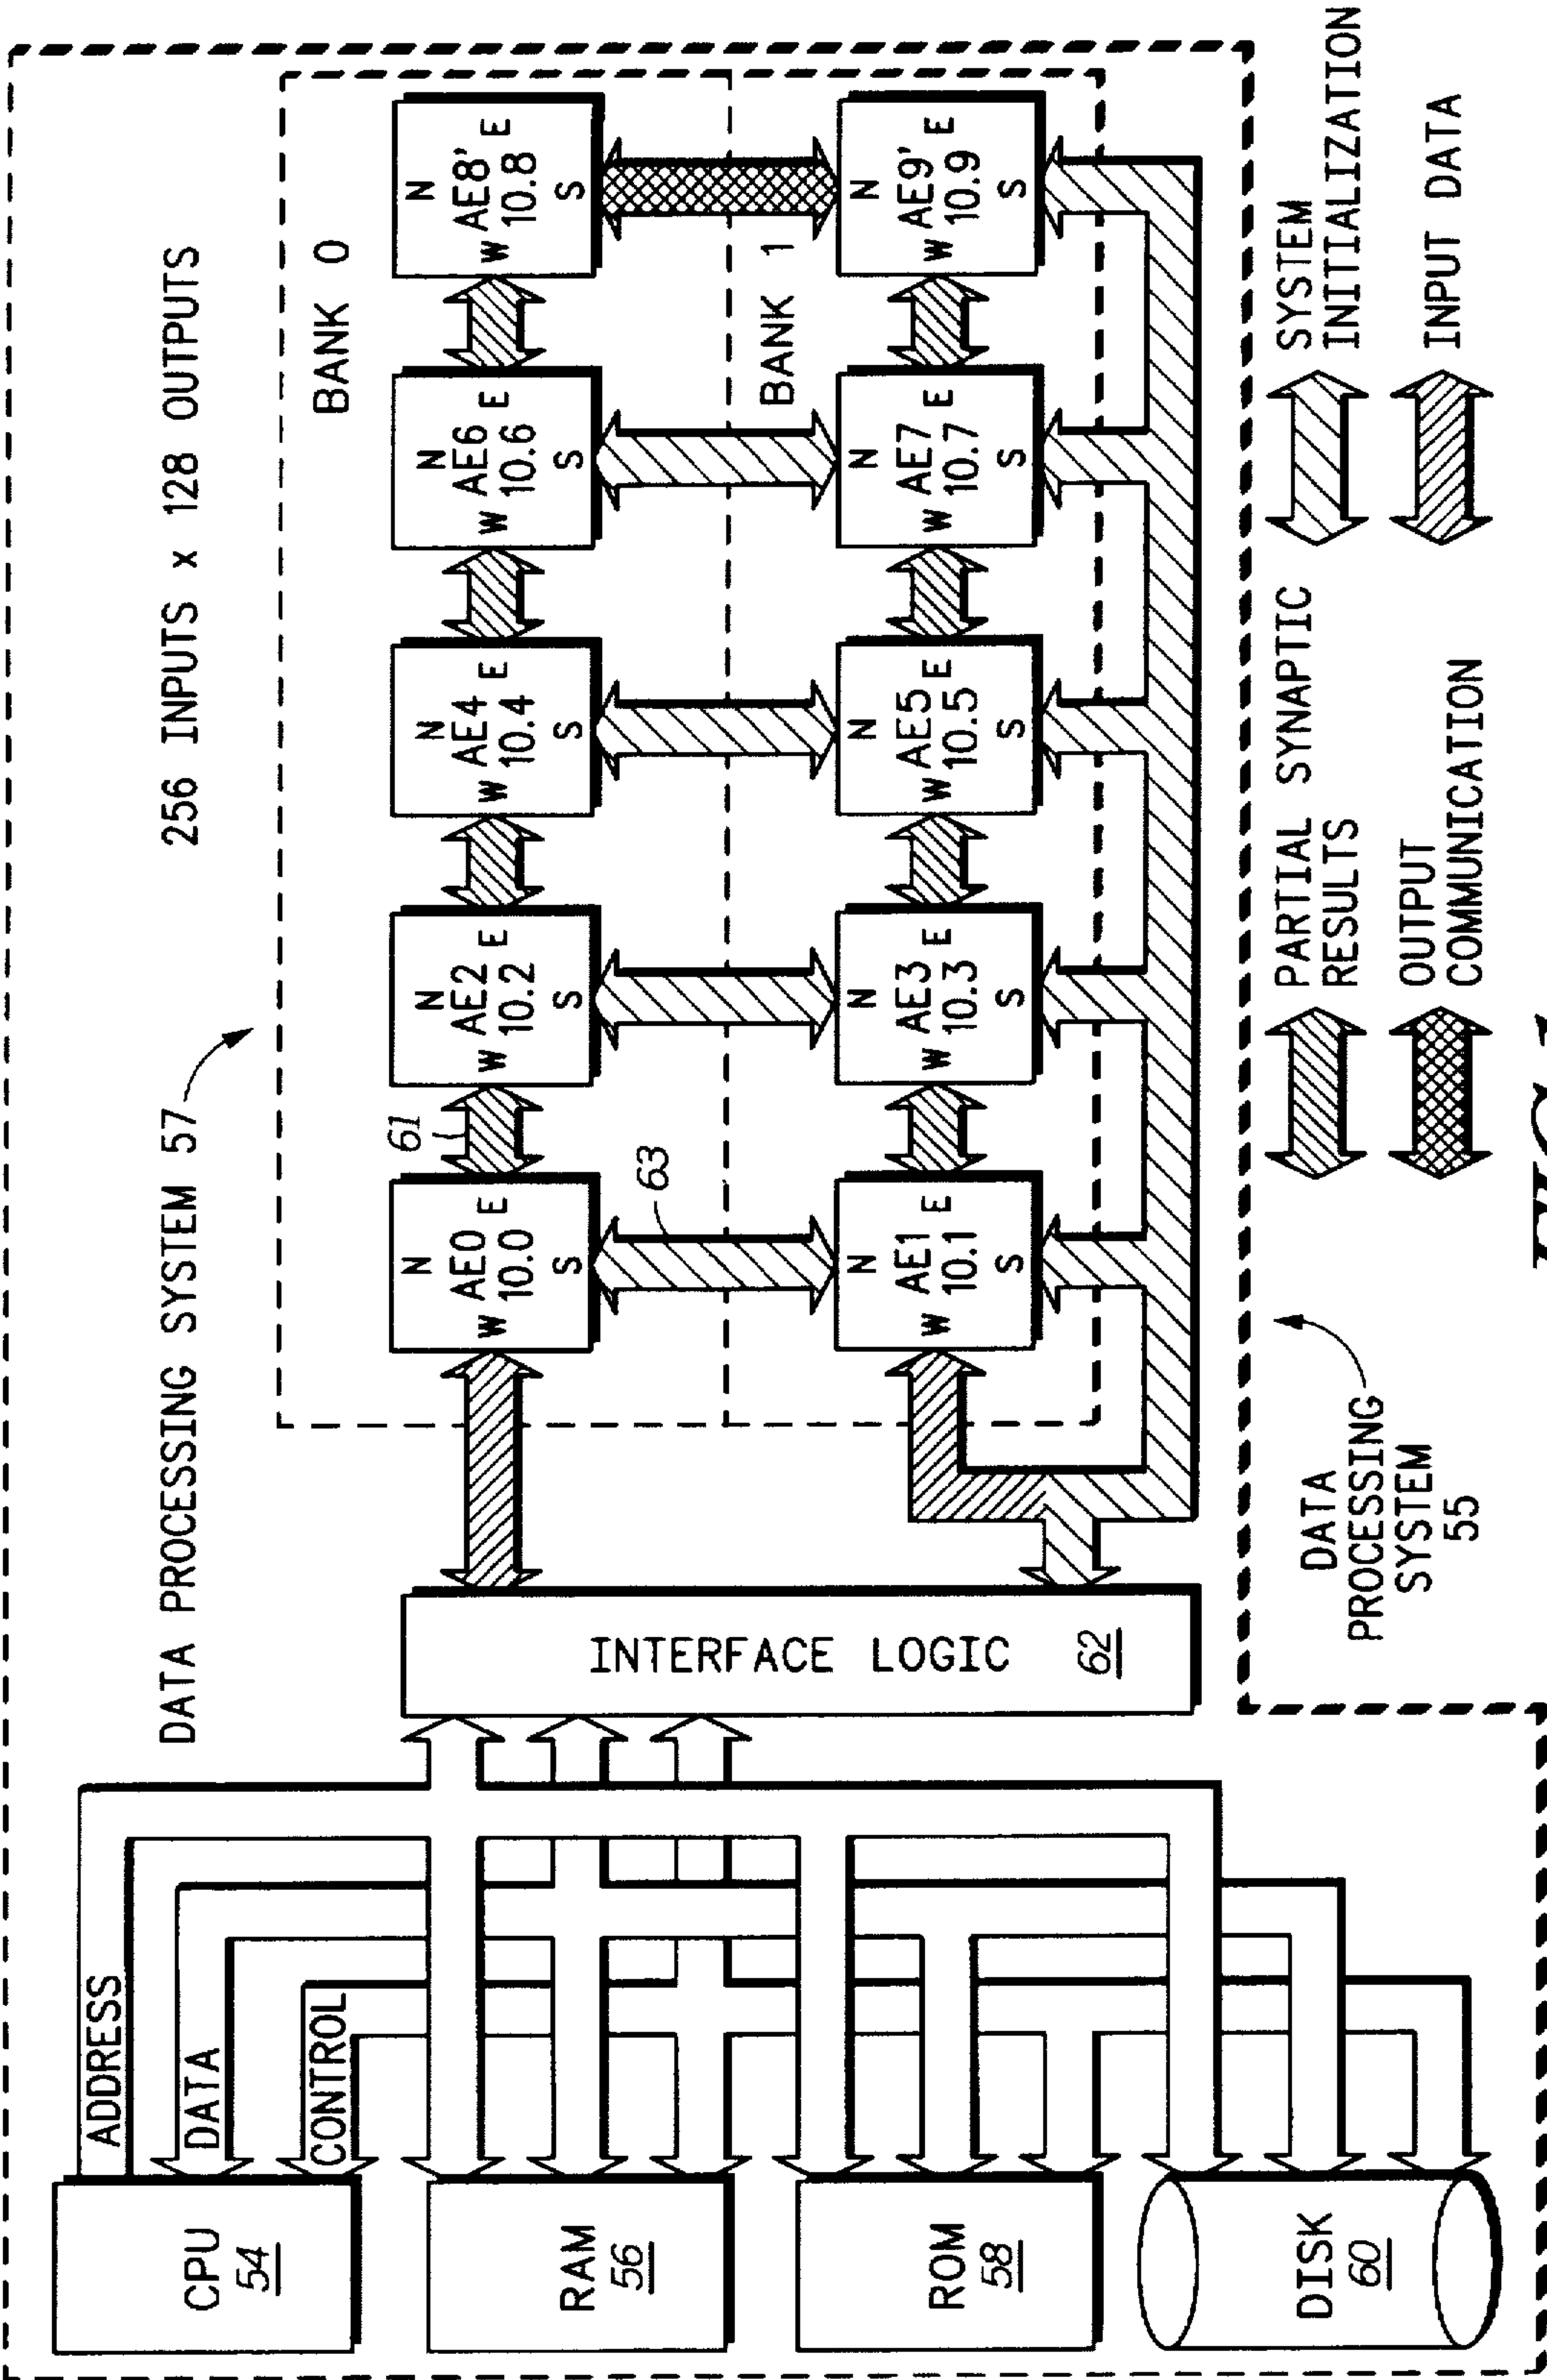 DATA PROCESSING SYSTEM 57
256 INPUTS x 128 OUTPUTS
ADDRESS
DATA
CONTROL
CPU
54
RAM
56
ROM
58
DISK
60
INTERFACE LOGIC 62
BANK 0
N
W AE0 E
10.0
S
61
N
W AE2 E
10.2
S
N
W AE4 E
10.4
S
N
W AE6 E
10.6
S
N
W AE8' E
10.8
S
63
BANK 1
N
W AE1 E
10.1
S
N
W AE3 E
10.3
S
N
W AE5 E
10.5
S
N
W AE7 E
10.7
S
N
W AE9' E
10.9
S
DATA
PROCESSING
SYSTEM
55
PARTIAL SYNAPTIC
RESULTS
SYSTEM
INITIALIZATION
OUTPUT
COMMUNICATION
INPUT DATA